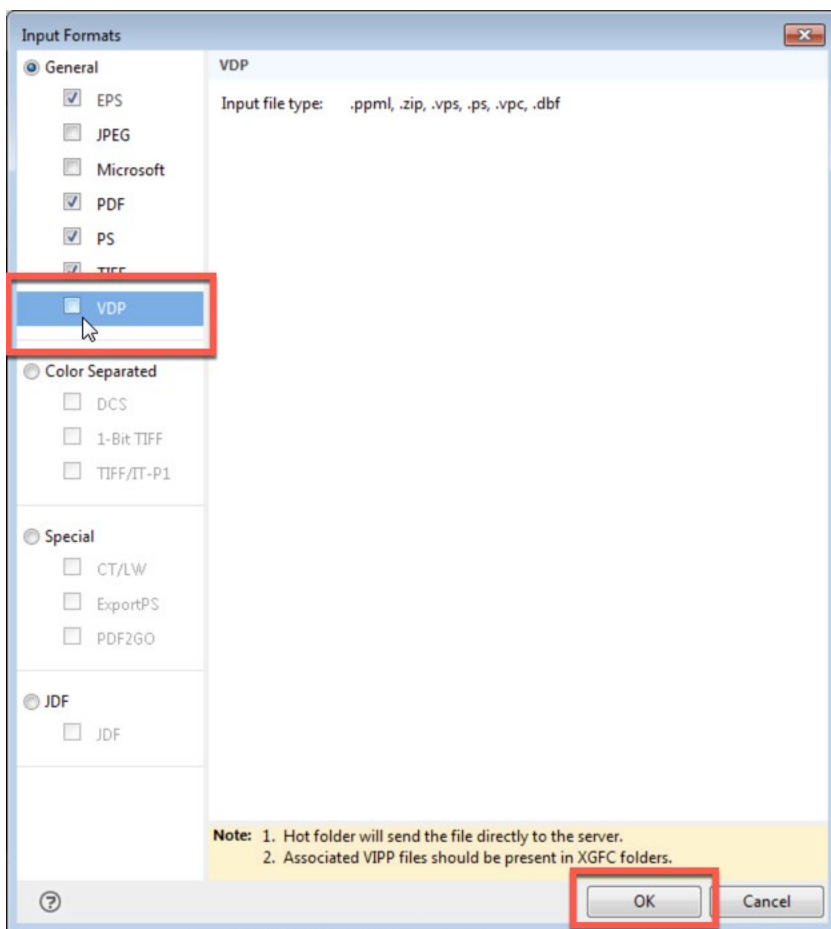 Input Formats
General
EPS
JPEG
Microsoft
PDF
PS
TIFF
VDP
Color Separated
DCS
1-Bit TIFF
TIFF/IT-P1
Special
CT/LW
ExportPS
PDF2GO
JDF
JDF
VDP
Input file type: .ppml, .zip, .vps, .ps, .vpc, .dbf
Note: 1. Hot folder will send the file directly to the server.
2. Associated VIPP files should be present in XGFC folders.
?
OK
Cancel